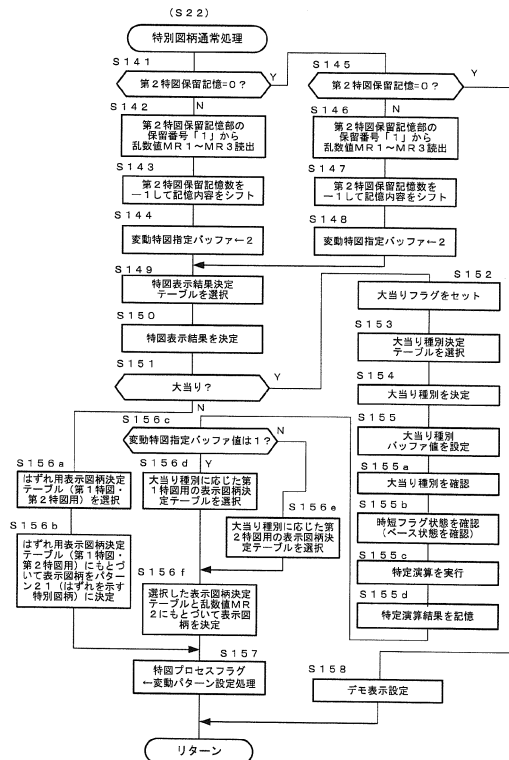 （S22）
特別図柄通常処理
S141
第2特図保留記憶=0？
Y
N
S142
第2特図保留記憶部の
保留番号「1」から
乱数値MR1～MR3読出
S143
第2特図保留記憶数を
－1して記憶内容をシフト
S144
変動特図指定バッファ←2
S145
第2特図保留記憶=0？
Y
N
S146
第2特図保留記憶部の
保留番号「1」から
乱数値MR1～MR3読出
S147
第2特図保留記憶数を
－1して記憶内容をシフト
S148
変動特図指定バッファ←2
S149
特図表示結果決定
テーブルを選択
S150
特図表示結果を決定
S151
大当り？
Y
N
S152
大当りフラグをセット
S153
大当り種別決定
テーブルを選択
S154
大当り種別を決定
S155
大当り種別
バッファ値を設定
S155a
大当り種別を確認
S155b
時短フラグ状態を確認
（ベース状態を確認）
S155c
特定演算を実行
S155d
特定演算結果を記憶
S156a
はずれ用表示図柄決定
テーブル（第1特図・
第2特図用）を選択
S156b
はずれ用表示図柄決定
テーブル（第1特図・
第2特図用）にもとづ
いて表示図柄をパター
ン21（はずれを示す
特別図柄）に決定
S156c
変動特図指定バッファ値は1？
N
Y
S156d
大当り種別に応じた第
1特図用の表示図柄決
定テーブルを選択
S156e
大当り種別に応じた第
2特図用の表示図柄決
定テーブルを選択
S156f
選択した表示図柄決定
テーブルと乱数値MR
2にもとづいて表示図
柄を決定
S157
特図プロセスフラグ
←変動パターン設定処理
S158
デモ表示設定
リターン